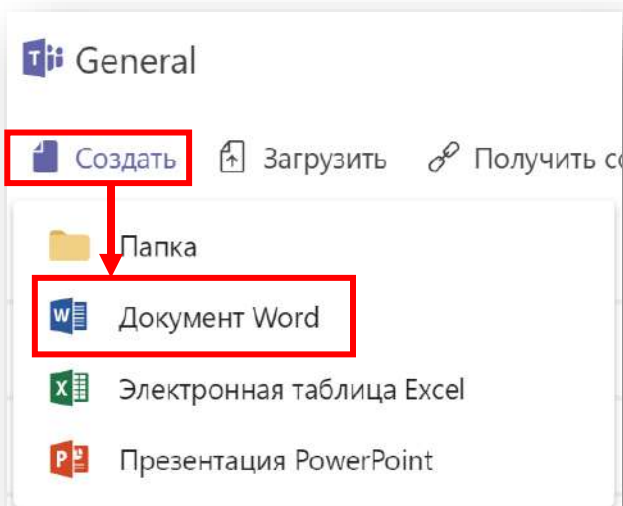 General
Создать Загрузить Получить
Папка
Документ Word
Электронная таблица Excel
Презентация PowerPoint